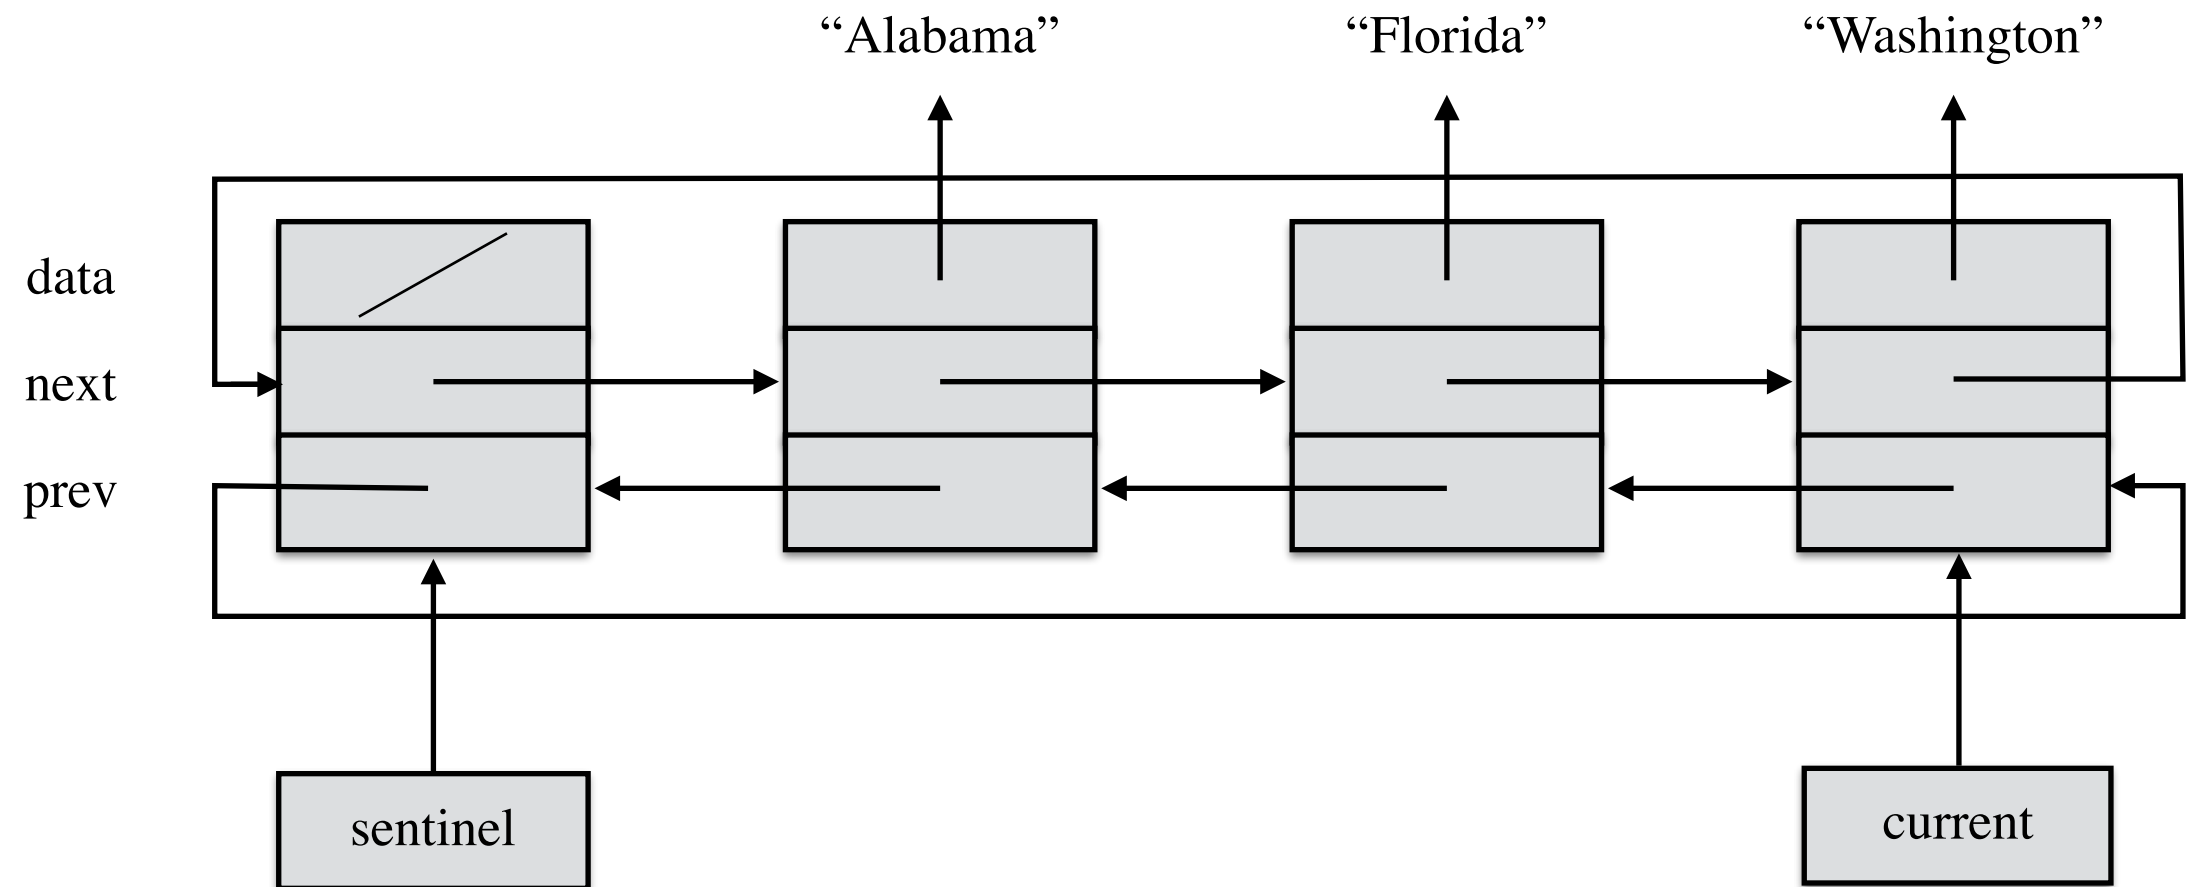 “Alabama” “Florida” “Washington”
data
next
prev
sentinel current